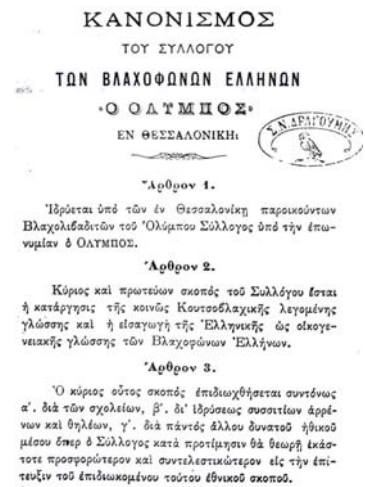 ΚΑΝΟΝΙΣΜΟΣ
ΤΟΥ ΣΥΛΛΟΓΟΥ
ΤΩΝ ΒΛΑΧΟΦΩΝΩΝ ΕΛΛΗΝΩΝ
«Ο ΟΛΥΜΠΟΣ»
ΕΝ ΘΕΣΣΑΛΟΝΙΚΗι
Σ.Ν.ΔΡΑΓΟΥΜΗΣ
Ἄρθρον 1.
Ἱδρύεται ὑπὸ τῶν ἐν Θεσσαλονίκῃ παροικούντων
Βλαχολιβαδιτῶν τοῦ Ὀλύμπου Σύλλογος ὑπὸ τὴν ἐπω-
νυμίαν ὁ ΟΛΥΜΠΟΣ.
Ἄρθρον 2.
Κύριος καὶ πρωτεύων σκοπὸς τοῦ Συλλόγου ἔσται
ἡ κατάργησις τῆς κοινῶς Κουτσοβλαχικῆς λεγομένης
γλώσσης καὶ ἡ εἰσαγωγὴ τῆς Ἑλληνικῆς ὡς οἰκογε-
νειακῆς γλώσσης τῶν Βλαχοφώνων Ἑλλήνων.
Ἄρθρον 3.
Ὁ κύριος οὗτος σκοπὸς ἐπιδιωχθήσεται συντόνως
α΄. διὰ τῶν σχολείων, β΄. δι᾿ ἱδρύσεως συσσιτίων ἀρρέ-
νων καὶ θηλέων, γ΄. διὰ παντὸς ἄλλου δυνατοῦ ἠθικοῦ
μέσου ὅπερ ὁ Σύλλογος κατὰ προτίμησιν θὰ θεωρῇ ἑκάσ-
τοτε προσφορώτερον καὶ συντελεστικώτερον εἰς τὴν ἐπί-
τευξιν τοῦ ἐπιδιωκομένου τούτου ἐθνικοῦ σκοποῦ.